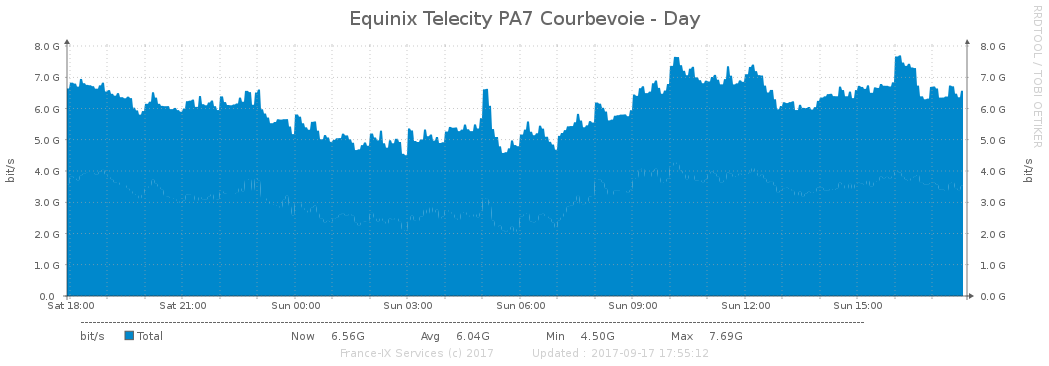 Equinix Telecity PA7 Courbevoie - Day
RRDTOOL / TOBI OETIKER
bit/s
8.0 G 8.0 G
7.0 G 7.0 G
6.0 G 6.0 G
5.0 G 5.0 G
4.0 G 4.0 G
3.0 G 3.0 G
2.0 G 2.0 G
1.0 G 1.0 G
0.0 0.0 G
bit/s
Sat 18:00 Sat 21:00 Sun 00:00 Sun 03:00 Sun 06:00 Sun 09:00 Sun 12:00 Sun 15:00
bit/s Total Now 6.56G Avg 6.04G Min 4.50G Max 7.69G
France-IX Services (c) 2017 Updated : 2017-09-17 17:55:12